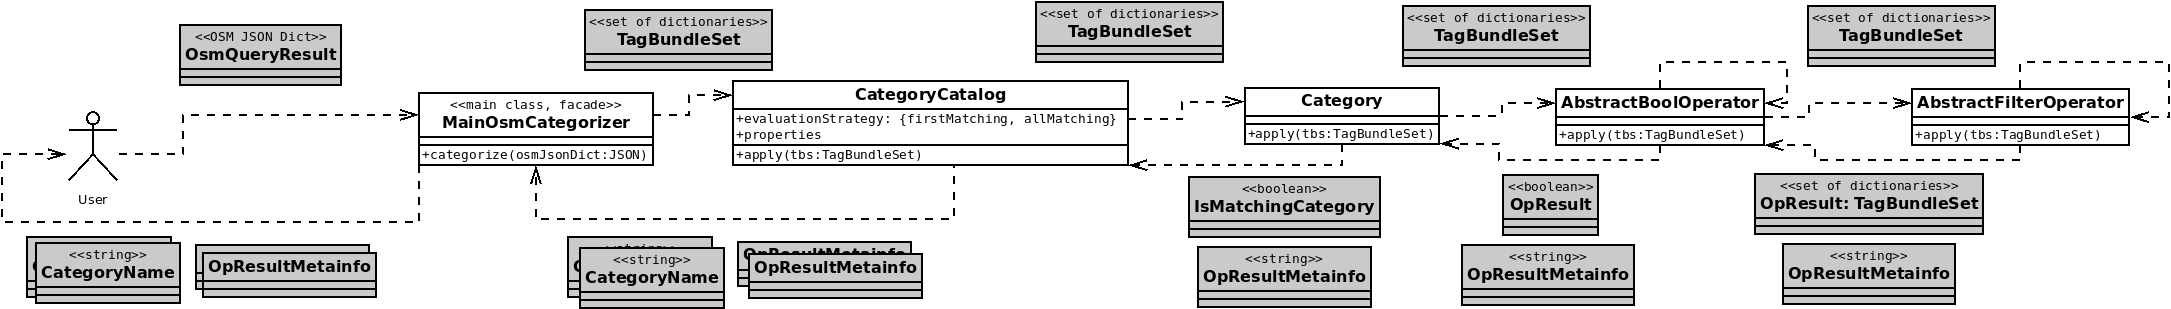 <<OSM JSON Dict>>
OsmQueryResult
<<set of dictionaries>>
TagBundleSet
<<set of dictionaries>>
TagBundleSet
<<set of dictionaries>>
TagBundleSet
<<set of dictionaries>>
TagBundleSet
User
<<main class, facade>>
MainOsmCategorizer
+categorize(osmJsonDict:JSON)
CategoryCatalog
+evaluationStrategy: {firstMatching, allMatching}
+properties
+apply(tbs:TagBundleSet)
Category
+apply(tbs:TagBundleSet)
AbstractBoolOperator
+apply(tbs:TagBundleSet)
AbstractFilterOperator
+apply(tbs:TagBundleSet)
<<string>>
CategoryName
OpResultMetainfo
<<string>>
<<string>>
CategoryName
OpResultMetainfo
OpResultMetainfo
<<boolean>>
IsMatchingCategory
<<string>>
OpResultMetainfo
<<boolean>>
OpResult
<<string>>
OpResultMetainfo
<<set of dictionaries>>
OpResult: TagBundleSet
<<string>>
OpResultMetainfo